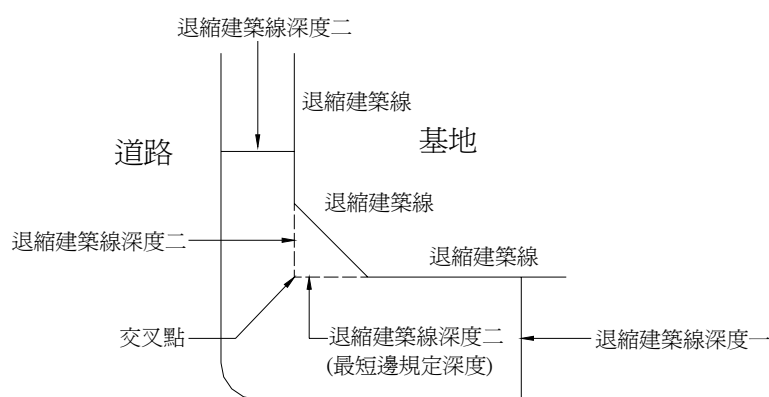 退縮建築線深度二
退縮建築線
道路
基地
退縮建築線
退縮建築線深度二
退縮建築線
交叉點
退縮建築線深度二
(最短邊規定深度)
退縮建築線深度一